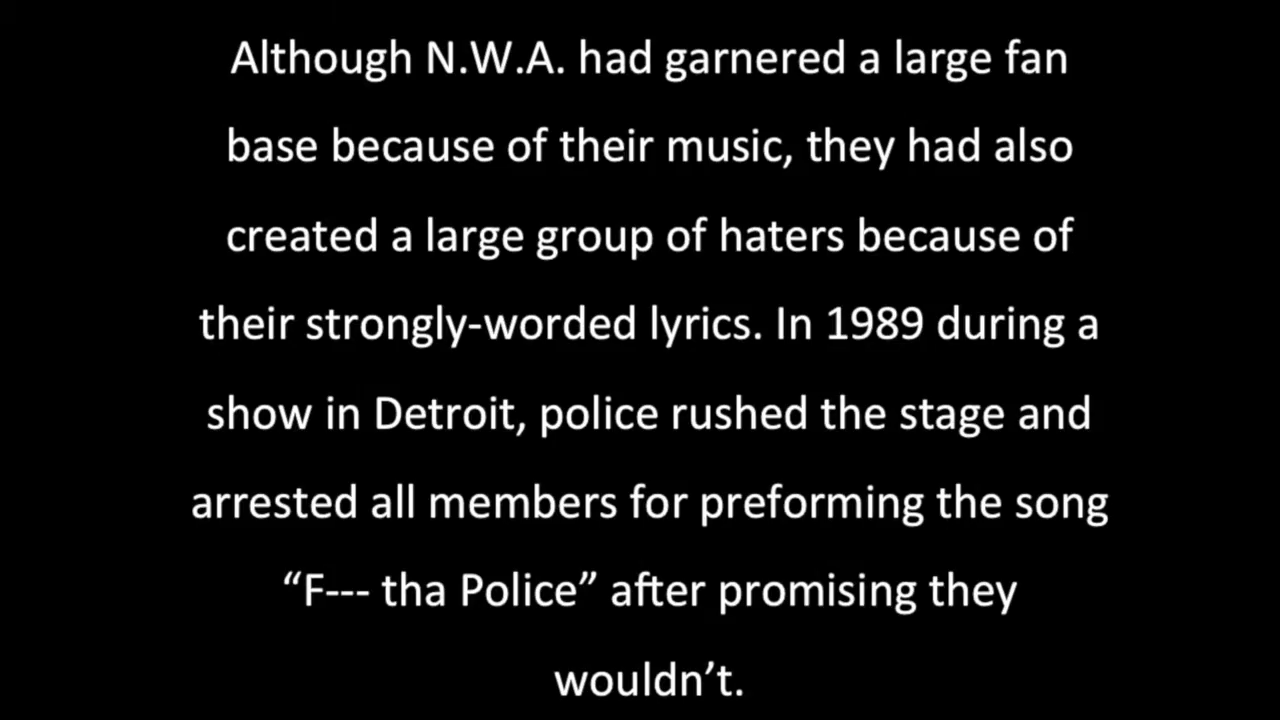 Although N.W.A. had garnered a large fan
base because of their music, they had also
created a large group of haters because of
their strongly-worded lyrics. In 1989 during a
show in Detroit, police rushed the stage and
arrested all members for preforming the song
“F--- tha Police” after promising they
wouldn’t.